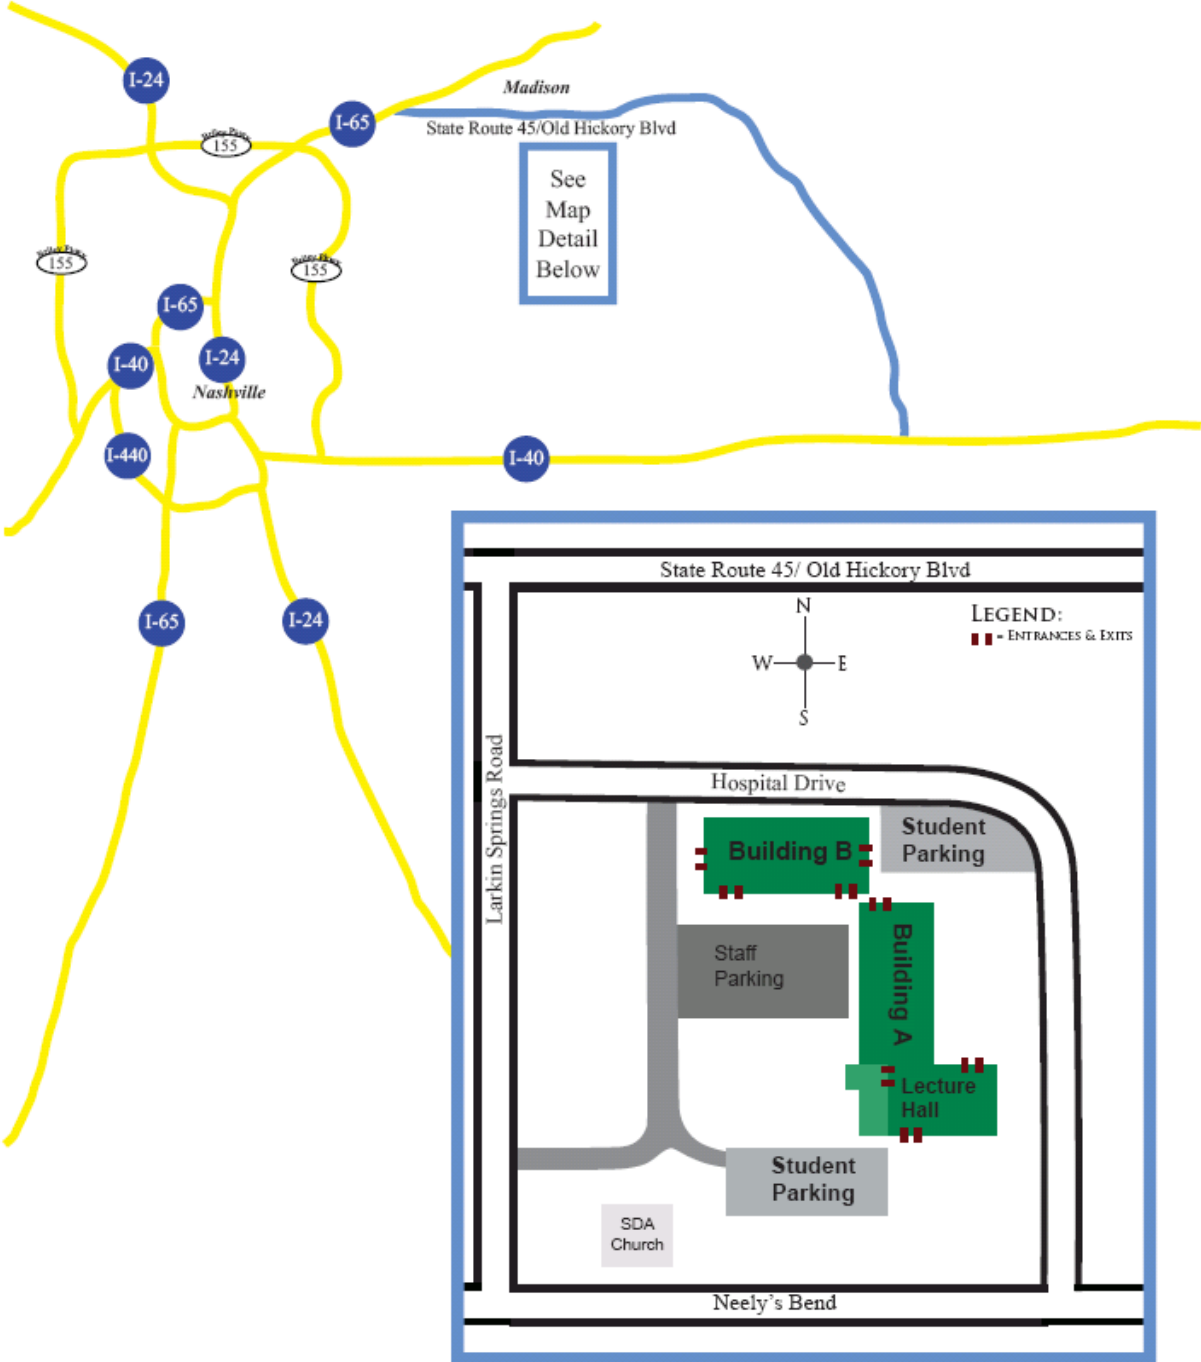 I-24
Madison
I-65
State Route 45/Old Hickory Blvd
155
See
Map
Detail
Below
155
155
I-65
I-40
I-24
Nashville
I-440
I-40
I-65
I-24
State Route 45/ Old Hickory Blvd
N
W
E
S
LEGEND:
= ENTRANCES & EXITS
Larkin Springs Road
Hospital Drive
Building B
Student
Parking
Staff
Parking
Building A
Lecture
Hall
Student
Parking
SDA
Church
Neely's Bend